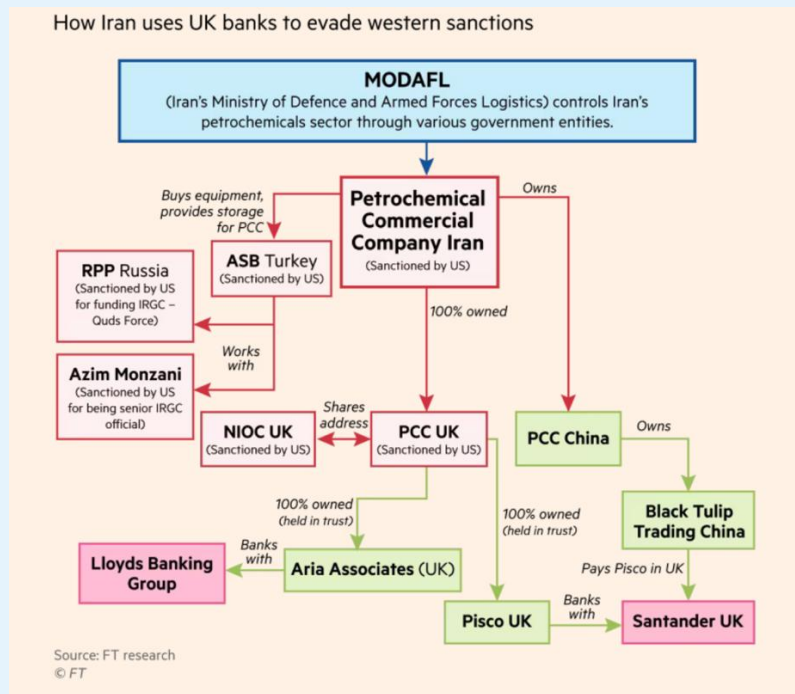 How Iran uses UK banks to evade western sanctions
MODAFL
(Iran's Ministry of Defence and Armed Forces Logistics) controls Iran's
petrochemicals sector through various government entities.
Buys equipment,
provides storage
for PCC
Petrochemical
Commercial
Company Iran
(Sanctioned by US)
Owns
ASB Turkey
(Sanctioned by US)
RPP Russia
(Sanctioned by US
for funding IRGC –
Quds Force)
100% owned
Works
with
Azim Monzani
(Sanctioned by US
for being senior IRGC
official)
NIOC UK
(Sanctioned by US)
Shares
address
PCC UK
(Sanctioned by US)
PCC China
Owns
100% owned
(held in trust)
100% owned
(held in trust)
Black Tulip
Trading China
Lloyds Banking
Group
Banks
with
Aria Associates (UK)
Pays Pisco in UK
Pisco UK
Banks
with
Santander UK
Source: FT research
© FT